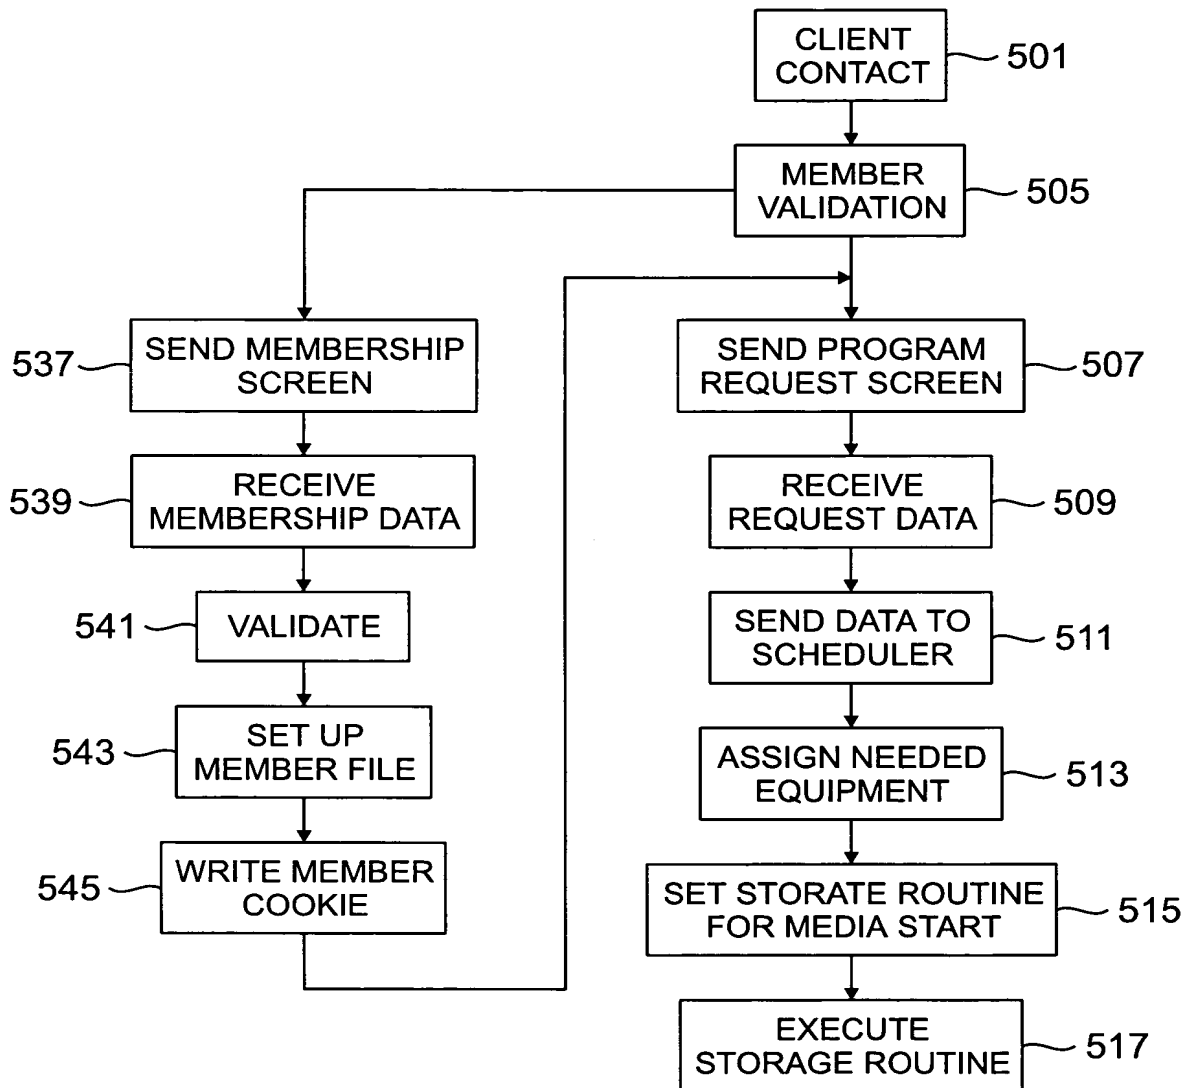 CLIENT
CONTACT
501
MEMBER
VALIDATION
505
537
SEND MEMBERSHIP
SCREEN
539
RECEIVE
MEMBERSHIP DATA
541
VALIDATE
543
SET UP
MEMBER FILE
545
WRITE MEMBER
COOKIE
SEND PROGRAM
REQUEST SCREEN
507
RECEIVE
REQUEST DATA
509
SEND DATA TO
SCHEDULER
511
ASSIGN NEEDED
EQUIPMENT
513
SET STORATE ROUTINE
FOR MEDIA START
515
EXECUTE
STORAGE ROUTINE
517